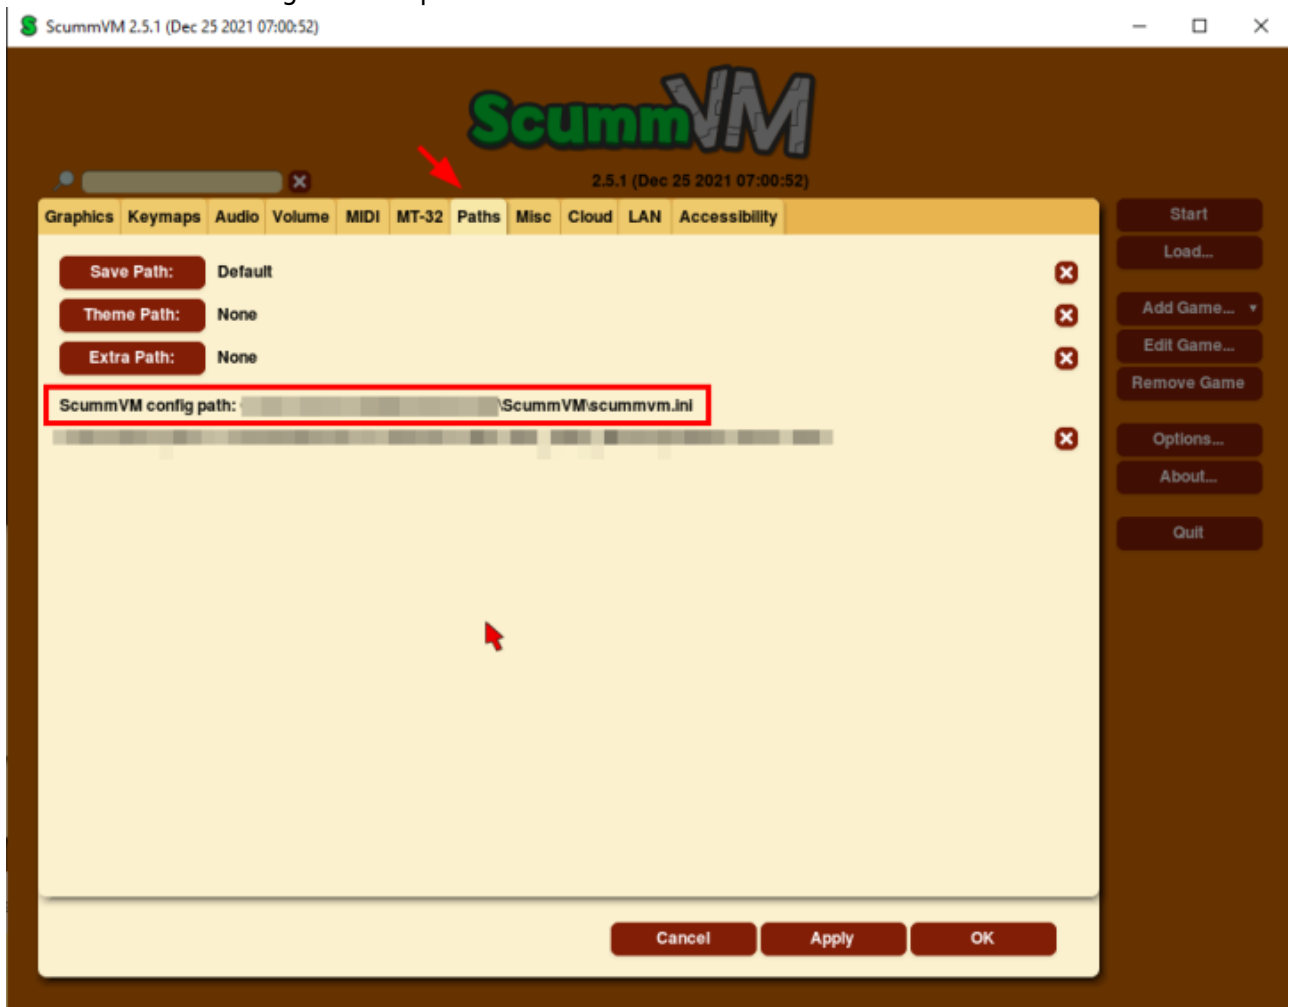 ScummVM 2.5.1 (Dec 25 2021 07:00:52)
ScummVM
2.5.1 (Dec 25 2021 07:00:52)
Graphics Keymaps Audio Volume MIDI MT-32 Paths Misc Cloud LAN Accessibility
Save Path: Default
Theme Path: None
Extra Path: None
ScummVM config path: \ScummVM\scummvm.ini
Cancel Apply OK
Start
Load...
Add Game...
Edit Game...
Remove Game
Options...
About...
Quit